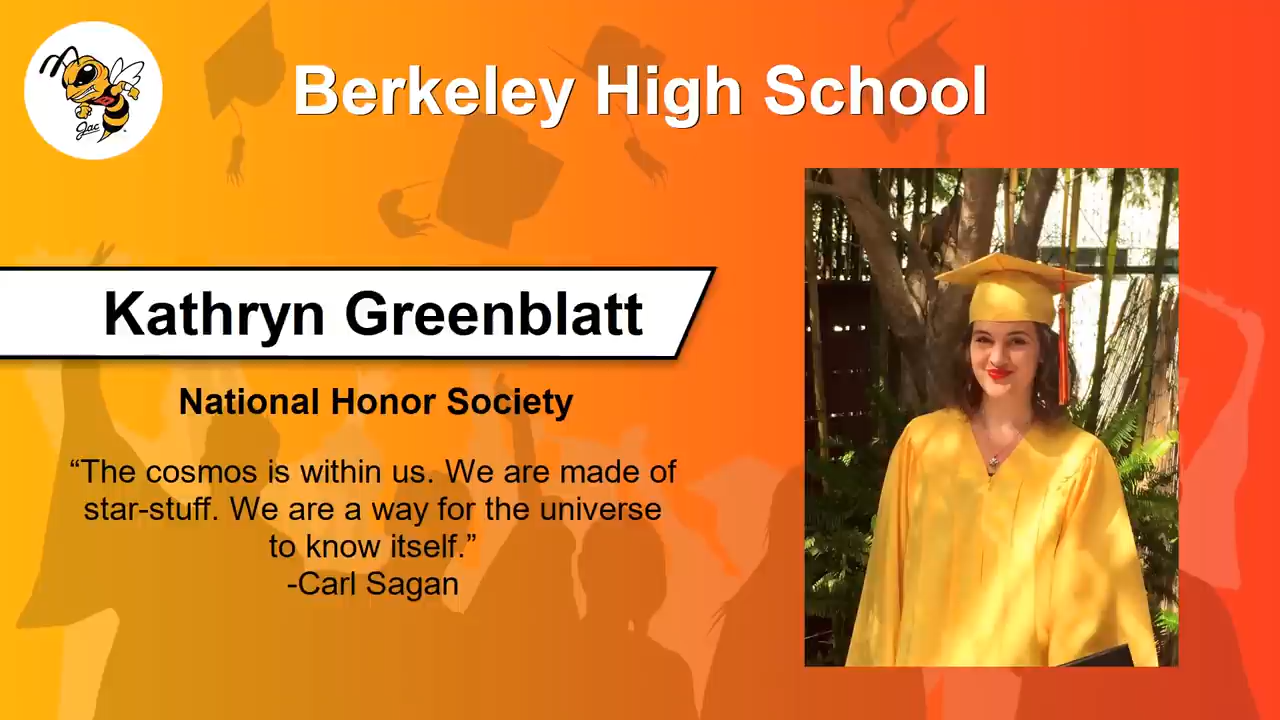 Jac
Berkeley High School
Kathryn Greenblatt
National Honor Society
“The cosmos is within us. We are made of
star-stuff. We are a way for the universe
to know itself.”
-Carl Sagan